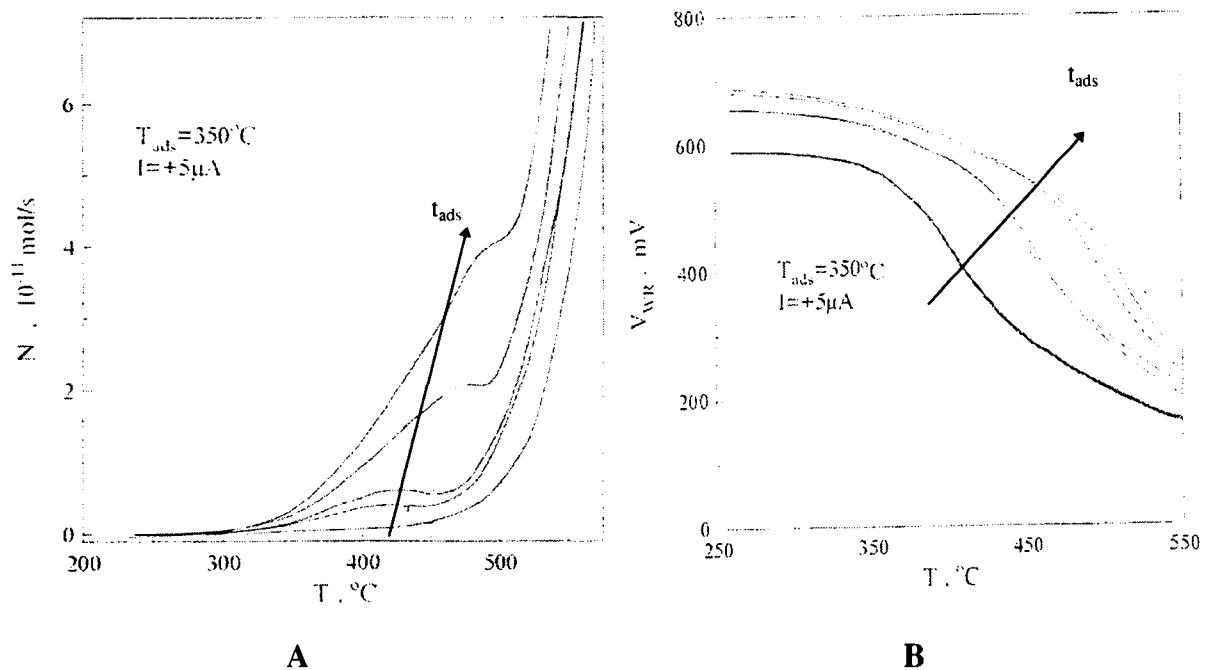 6
4
2
0
N , 10⁻¹¹ mol/s
T_ads=350°C
I=+5μA
t_ads
200 300 400 500
T , °C
A
800
600
400
200
0
V_WR , mV
t_ads
T_ads=350°C
I=+5μA
250 350 450 550
T , °C
B